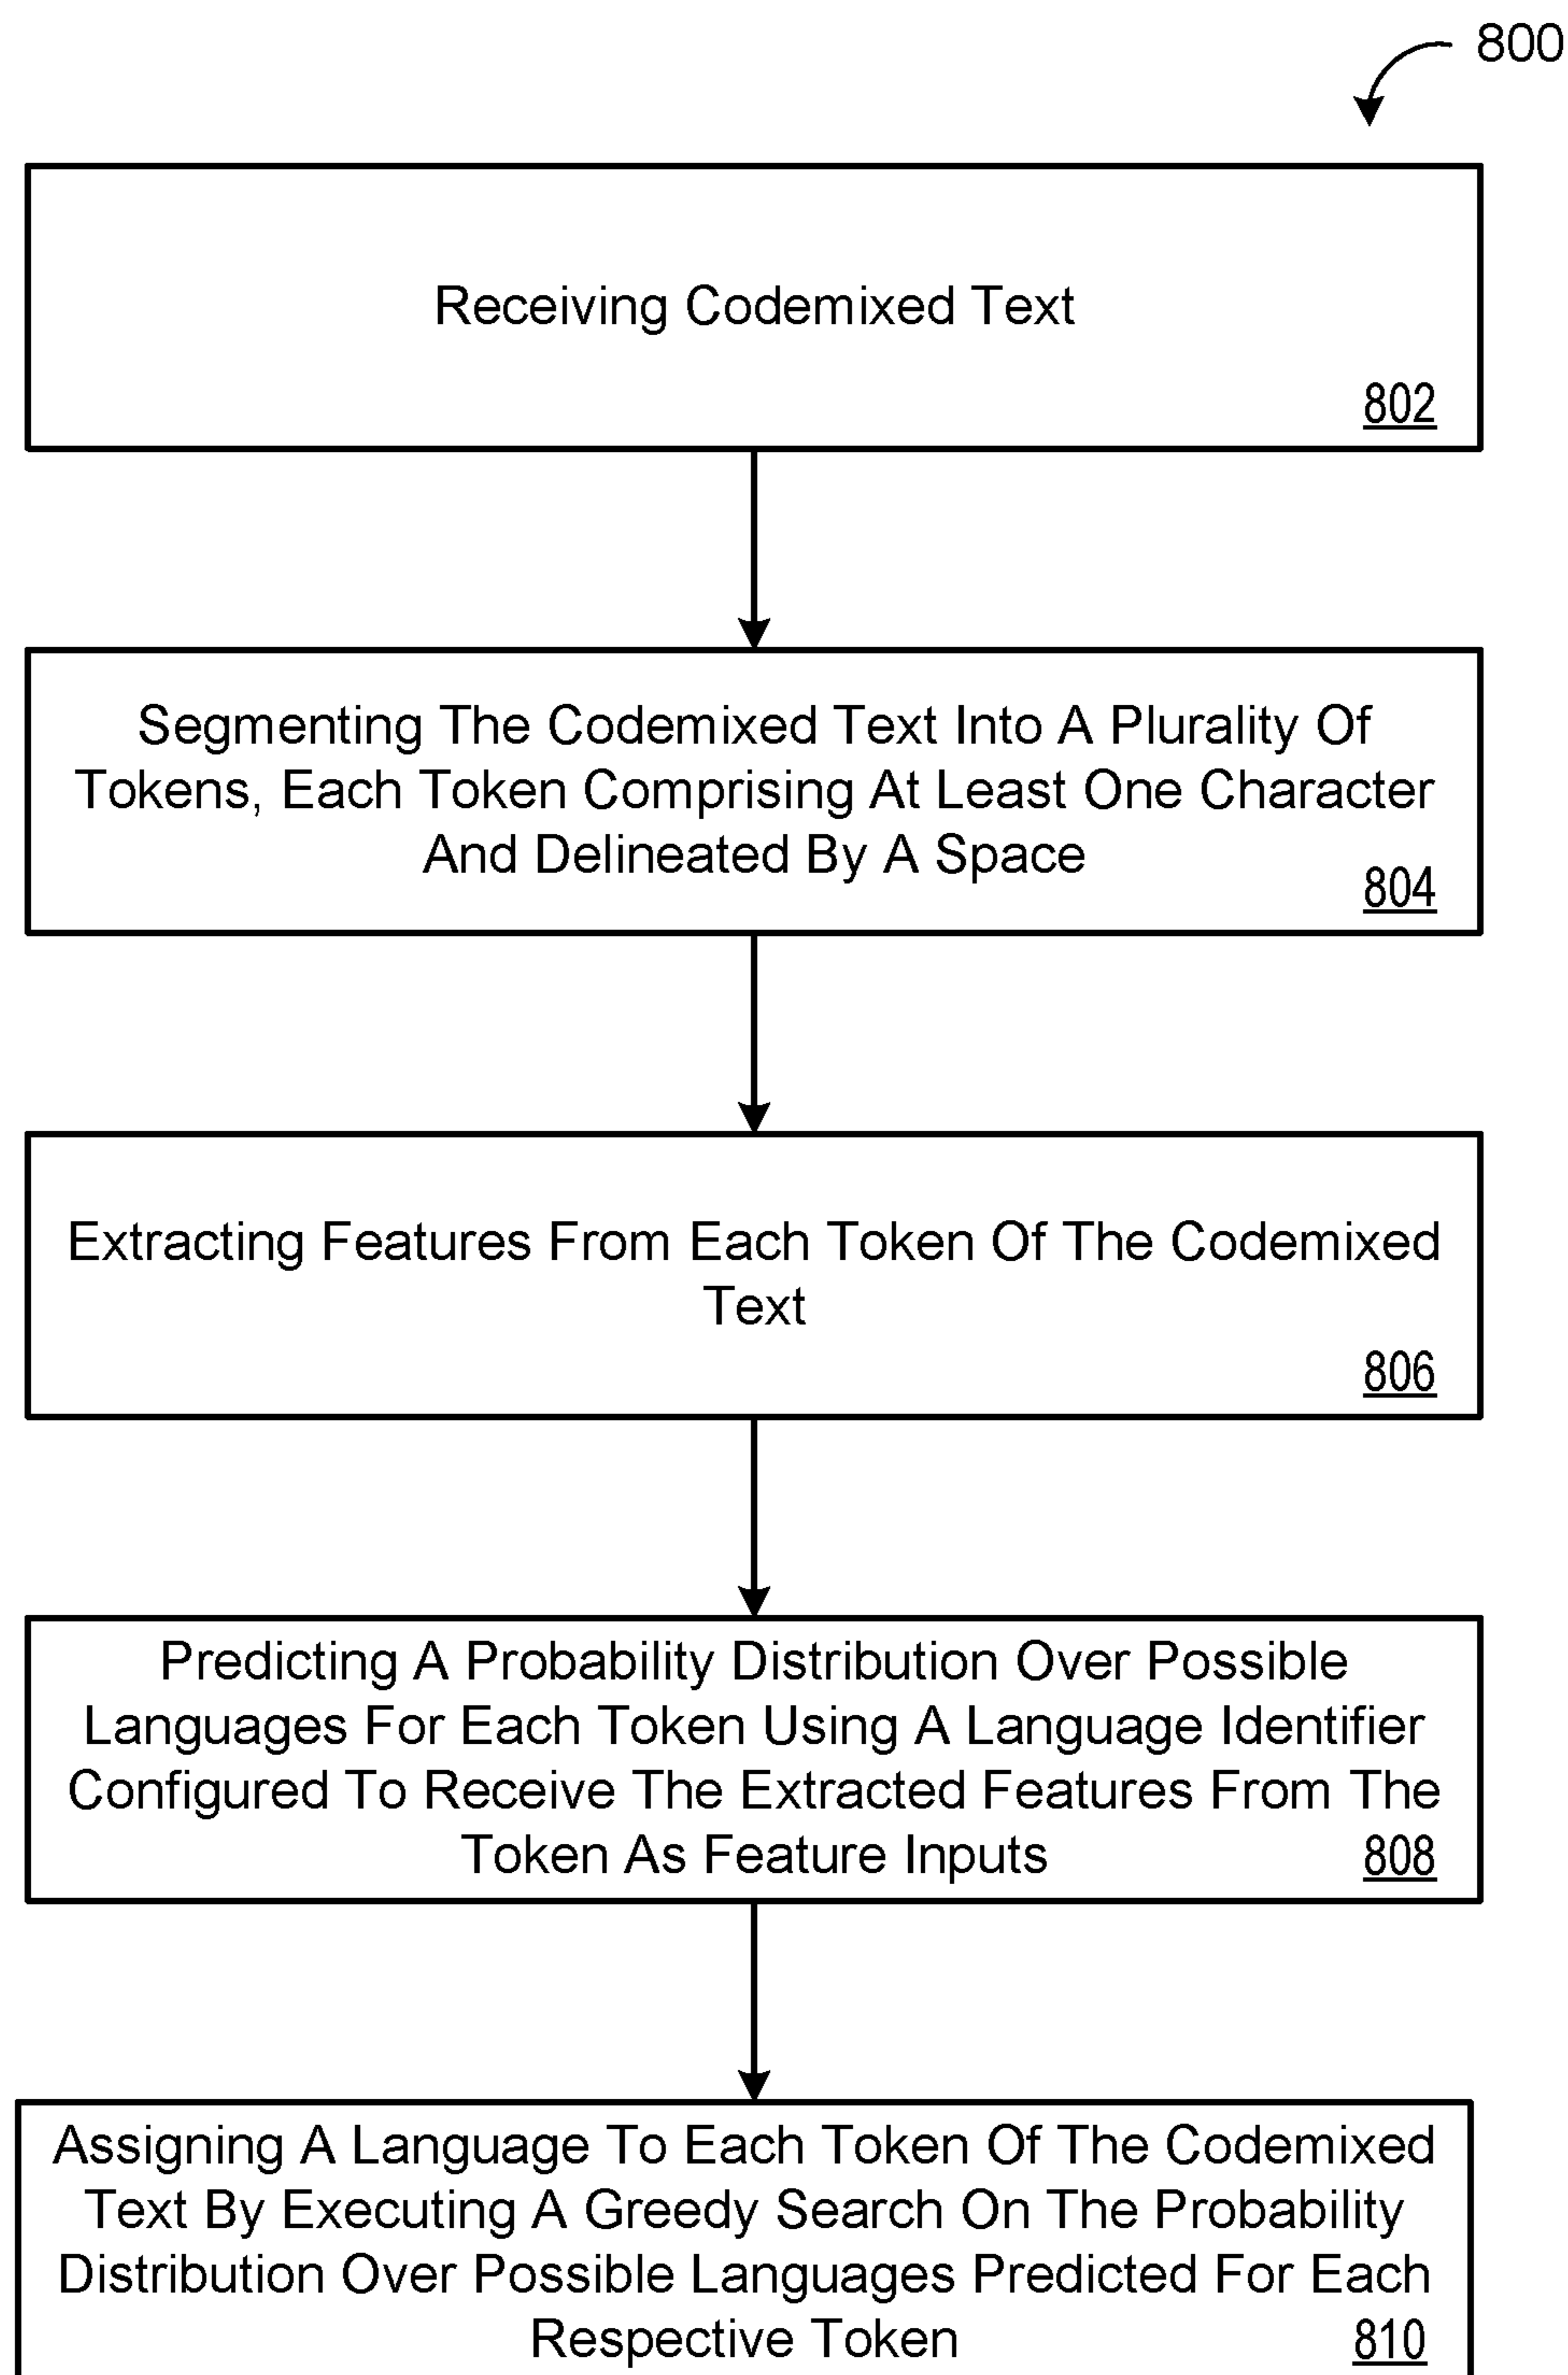 800
Receiving Codemixed Text
802
Segmenting The Codemixed Text Into A Plurality Of
Tokens, Each Token Comprising At Least One Character
And Delineated By A Space
804
Extracting Features From Each Token Of The Codemixed
Text
806
Predicting A Probability Distribution Over Possible
Languages For Each Token Using A Language Identifier
Configured To Receive The Extracted Features From The
Token As Feature Inputs
808
Assigning A Language To Each Token Of The Codemixed
Text By Executing A Greedy Search On The Probability
Distribution Over Possible Languages Predicted For Each
Respective Token
810